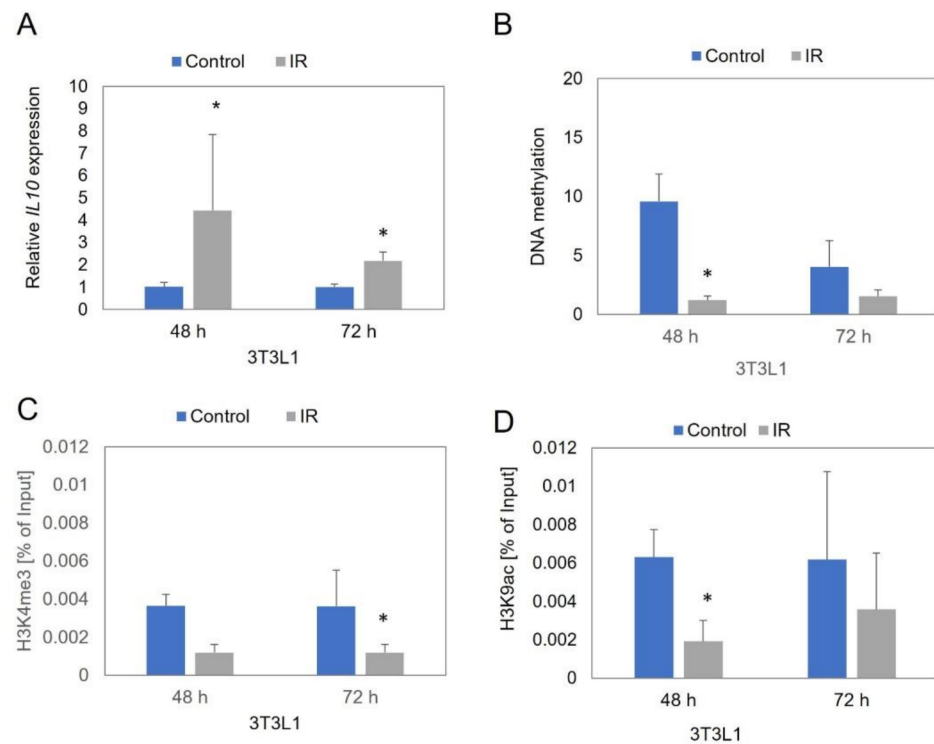 A
Control IR
Relative IL10 expression
10
9
8
7
6
5
4
3
2
1
0
*
*
48 h 72 h
3T3L1
B
Control IR
DNA methylation
20
15
10
5
0
*
48 h 72 h
3T3L1
C
Control IR
H3K4me3 [% of Input]
0.012
0.01
0.008
0.006
0.004
0.002
0
*
48 h 72 h
3T3L1
D
Control IR
H3K9ac [% of Input]
0.012
0.01
0.008
0.006
0.004
0.002
0
*
48 h 72 h
3T3L1